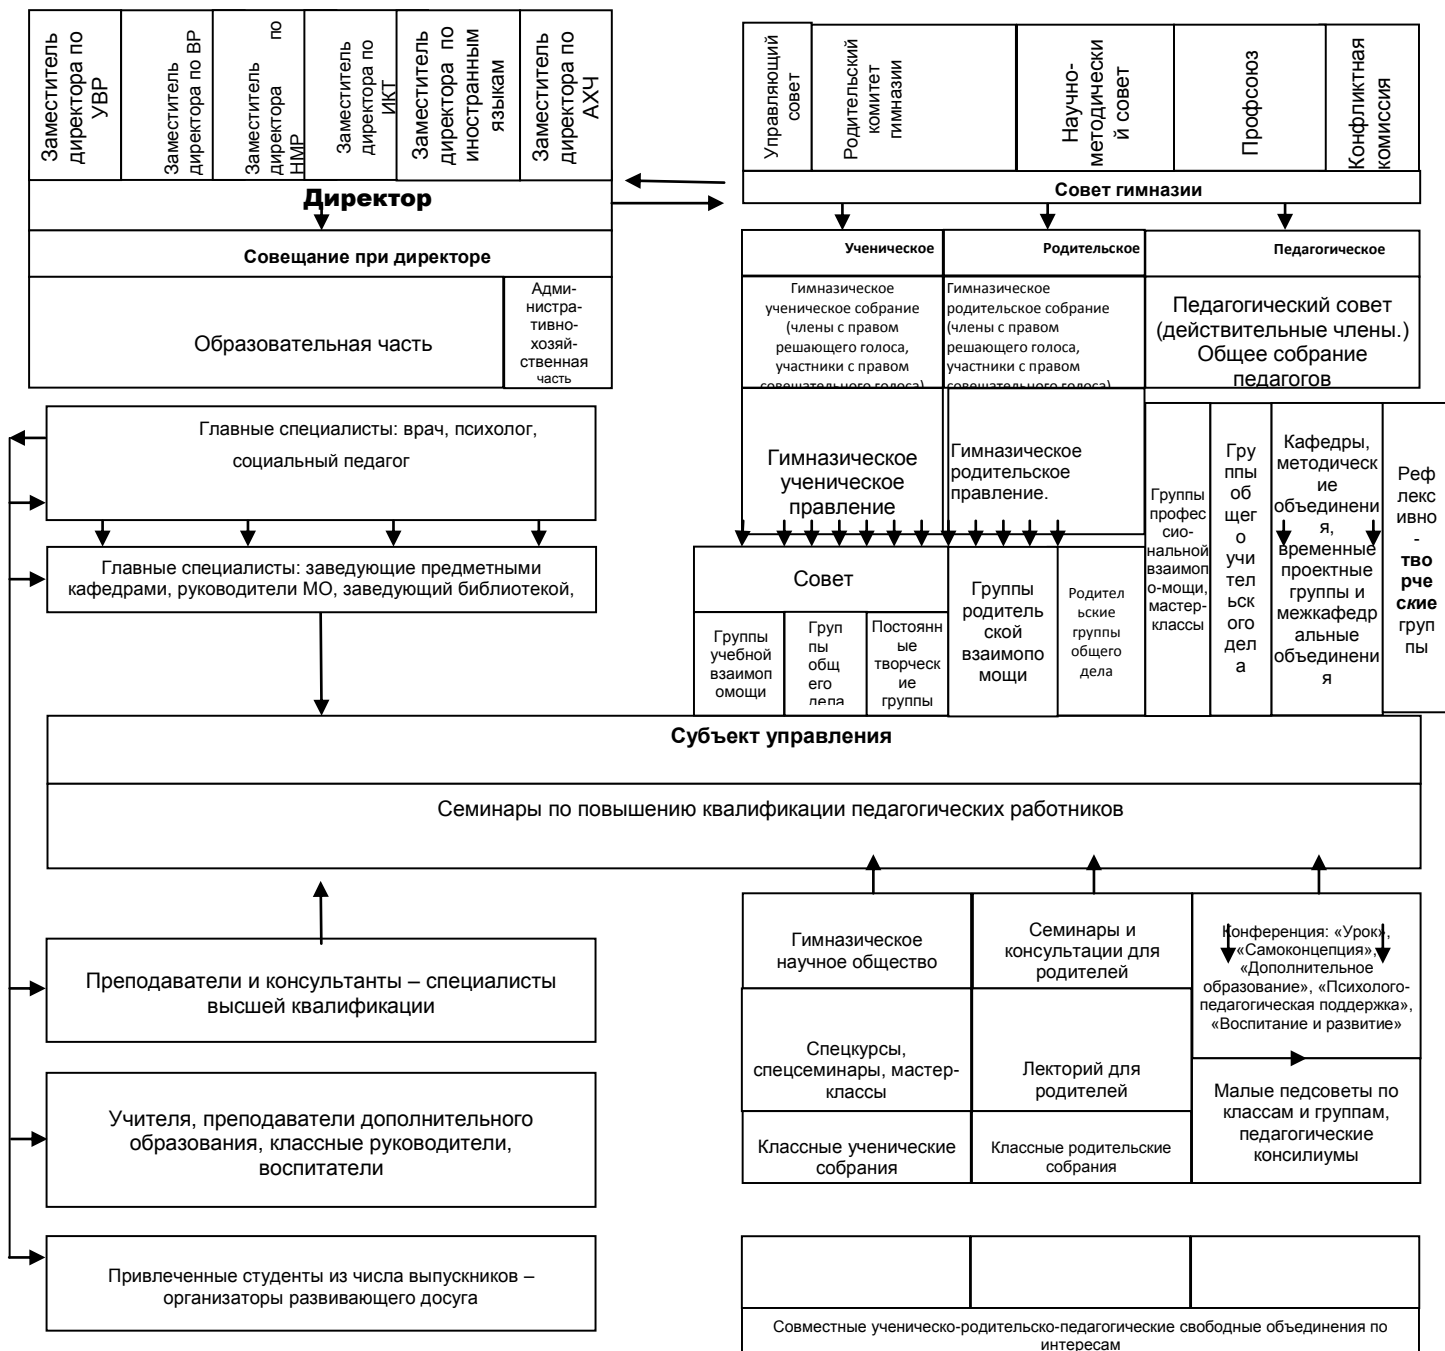 Заместитель
директора по
УВР
Заместитель
директора по ВР
Заместитель
директора по
НМР
Заместитель
директора по
ИКТ
Заместитель
директора по
иностранным
языкам
Заместитель
директора по
АХЧ
Директор
Совещание при директоре
Образовательная часть
Адми-
нистра-
тивно-
хозяй-
ственная
часть
Управляющий
совет
Родительский
комитет
гимназии
Научно-
методически
й совет
Профсоюз
Конфликтная
комиссия
Совет гимназии
Ученическое
Родительское
Педагогическое
Гимназическое
ученическое собрание
(члены с правом
решающего голоса,
участники с правом
совещательного голоса)
Гимназическое
родительское собрание
(члены с правом
решающего голоса,
участники с правом
совещательного голоса)
Педагогический совет
(действительные члены.)
Общее собрание
педагогов
Главные специалисты: врач, психолог,
социальный педагог
Главные специалисты: заведующие предметными
кафедрами, руководители МО, заведующий библиотекой,
Гимназическое
ученическое
правление
Гимназическое
родительское
правление.
Совет
Группы
учебной
взаимоп
омощи
Груп
пы
общ
его
дела
Постоянн
ые
творческ
ие
группы
Группы
родитель
ской
взаимопо
мощи
Родител
ьские
группы
общего
дела
Группы
профес
сио-
нальной
взаимоп
о-мощи,
мастер-
классы
Гру
ппы
об
щег
о
учи
тель
ског
о
дел
а
Кафедры,
методическ
ие
объединени
я,
временные
проектные
группы и
межкафедр
альные
объединени
я
Реф
лекс
ивно
-
тво
рче
ские
груп
пы
Субъект управления
Семинары по повышению квалификации педагогических работников
Преподаватели и консультанты – специалисты
высшей квалификации
Учителя, преподаватели дополнительного
образования, классные руководители,
воспитатели
Привлеченные студенты из числа выпускников –
организаторы развивающего досуга
Гимназическое
научное общество
Семинары и
консультации для
родителей
Конференция: «Урок»,
«Самоконцепция»,
«Дополнительное
образование», «Психолого-
педагогическая поддержка»,
«Воспитание и развитие»
Спецкурсы,
спецсеминары, мастер-
классы
Лекторий для
родителей
Малые педсоветы по
классам и группам,
педагогические
консилиумы
Классные ученические
собрания
Классные родительские
собрания
Совместные ученическо-родительско-педагогические свободные объединения по
интересам